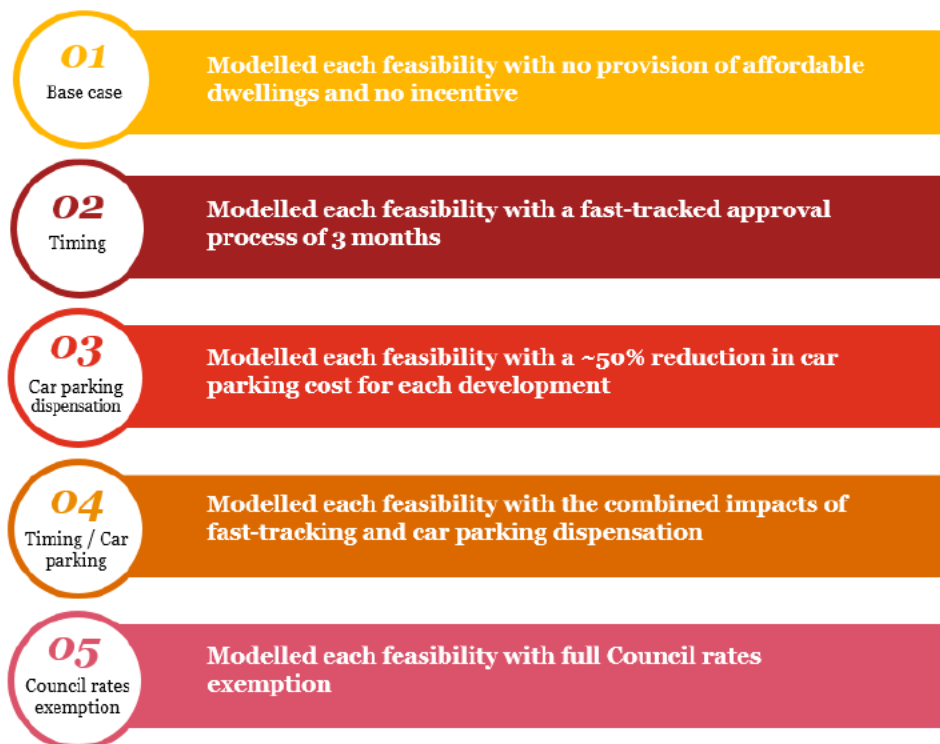 01
Base case
Modelled each feasibility with no provision of affordable
dwellings and no incentive
02
Timing
Modelled each feasibility with a fast-tracked approval
process of 3 months
03
Car parking
dispensation
Modelled each feasibility with a ~50% reduction in car
parking cost for each development
04
Timing / Car
parking
Modelled each feasibility with the combined impacts of
fast-tracking and car parking dispensation
05
Council rates
exemption
Modelled each feasibility with full Council rates
exemption